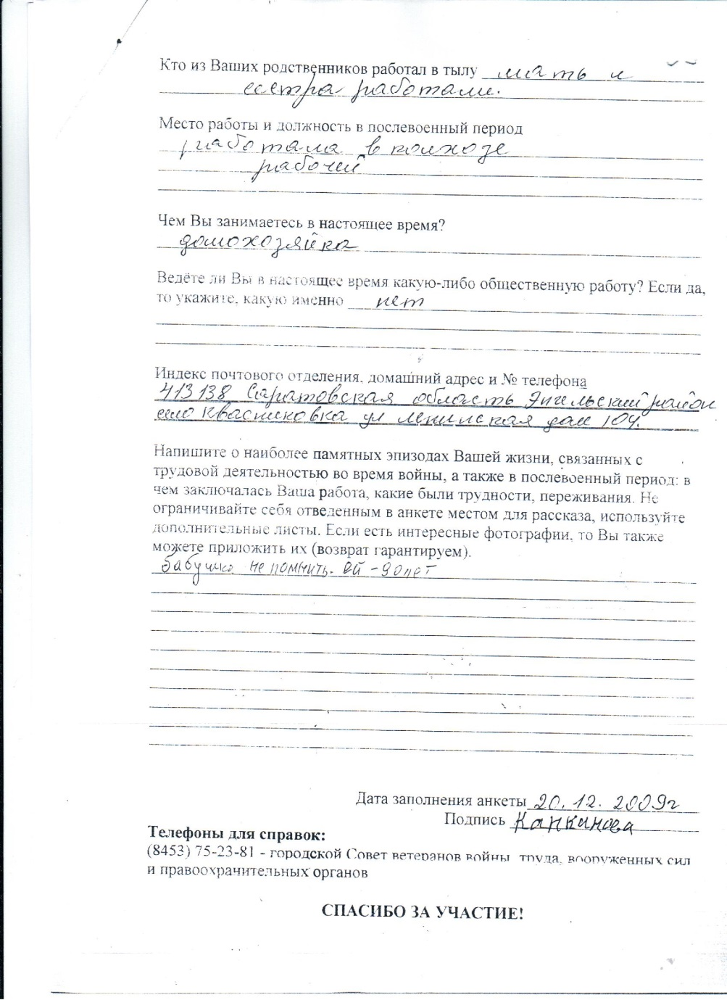 Кто из Ваших родственников работал в тылу мать и
сестра работали.
Место работы и должность в послевоенный период
работала в колхозе
рабочей
Чем Вы занимаетесь в настоящее время?
домохозяйка
Ведёте ли Вы в настоящее время какую-либо общественную работу? Если да,
то укажите, какую именно нет
Индекс почтового отделения, домашний адрес и № телефона
413138 Саратовская область Энгельский район
село Квасниковка ул Ленинская дом 104.
Напишите о наиболее памятных эпизодах Вашей жизни, связанных с
трудовой деятельностью во время войны, а также в послевоенный период: в
чем заключалась Ваша работа, какие были трудности, переживания. Не
ограничивайте себя отведенным в анкете местом для рассказа, используйте
дополнительные листы. Если есть интересные фотографии, то Вы также
можете приложить их (возврат гарантируем).
бабушка не помнить. ей - 90 лет
Дата заполнения анкеты 20.12.2009г
Подпись Канкинова
Телефоны для справок:
(8453) 75-23-81 - городской Совет ветеранов войны, труда, вооруженных сил
и правоохранительных органов
СПАСИБО ЗА УЧАСТИЕ!